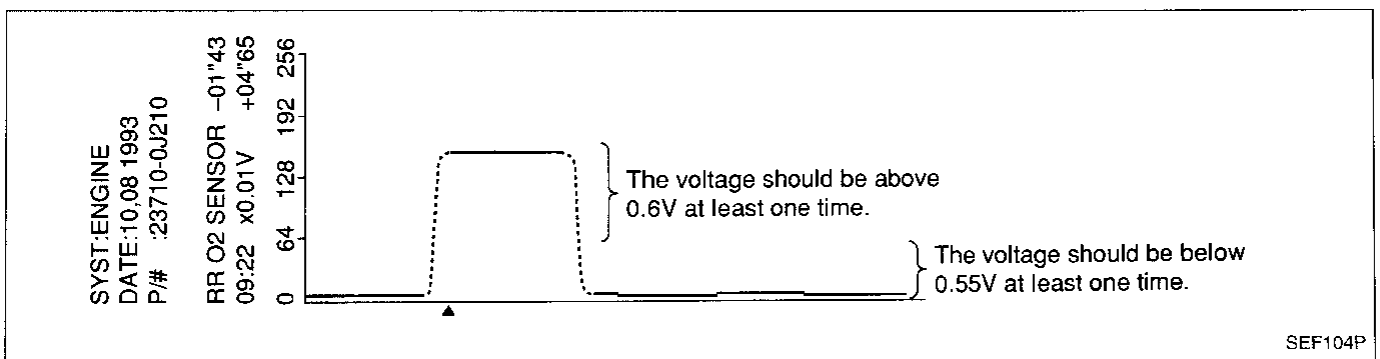 SYST:ENGINE
DATE:10,08 1993
P/# :23710-0J210
RR O2 SENSOR -01"43
09:22 x0.01V +04"65
256
192
128
64
0
The voltage should be above
0.6V at least one time.
The voltage should be below
0.55V at least one time.
SEF104P